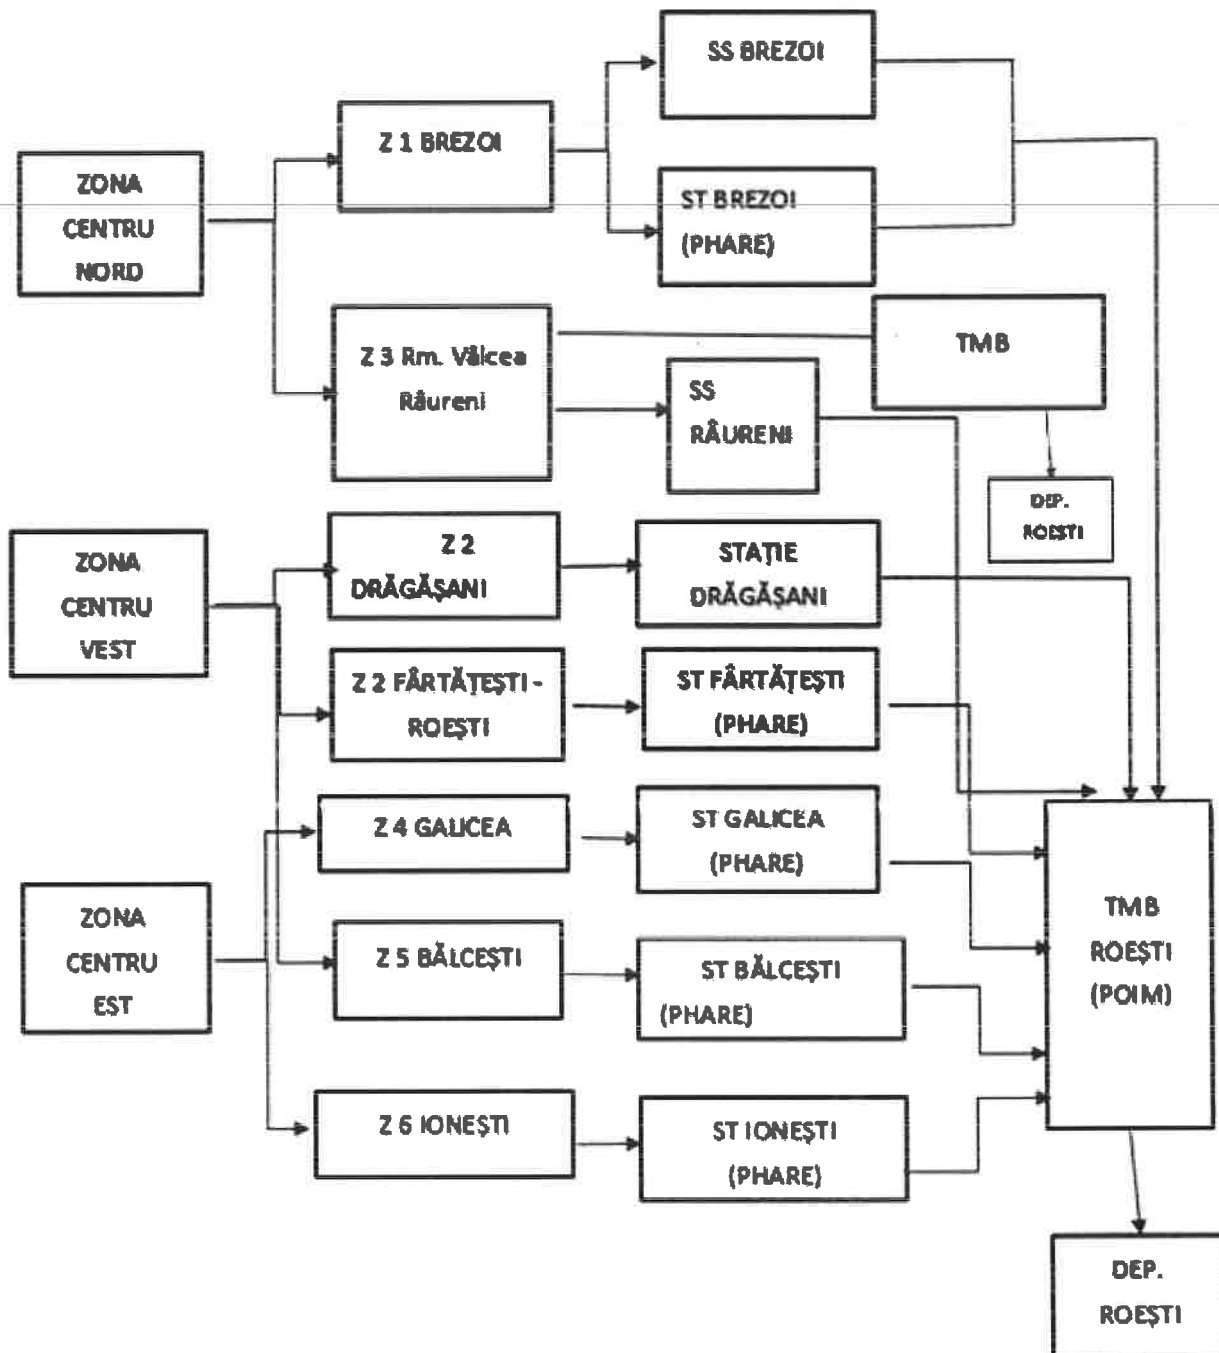 SS BREZOI
Z 1 BREZOI
ZONA
CENTRU
NORD
ST BREZOI
(PHARE)
Z 3 Rm. Vâlcea
Râureni
TMB
SS
RÂURENI
DEP.
ROEȘTI
ZONA
CENTRU
VEST
Z 2
DRĂGĂȘANI
STAȚIE
DRĂGĂȘANI
Z 2 FÂRTĂȚEȘTI -
ROEȘTI
ST FÂRTĂȚEȘTI
(PHARE)
Z 4 GALICEA
ST GALICEA
(PHARE)
ZONA
CENTRU
EST
Z 5 BĂLCEȘTI
ST BĂLCEȘTI
(PHARE)
TMB
ROEȘTI
(POIM)
Z 6 IONEȘTI
ST IONEȘTI
(PHARE)
DEP.
ROEȘTI